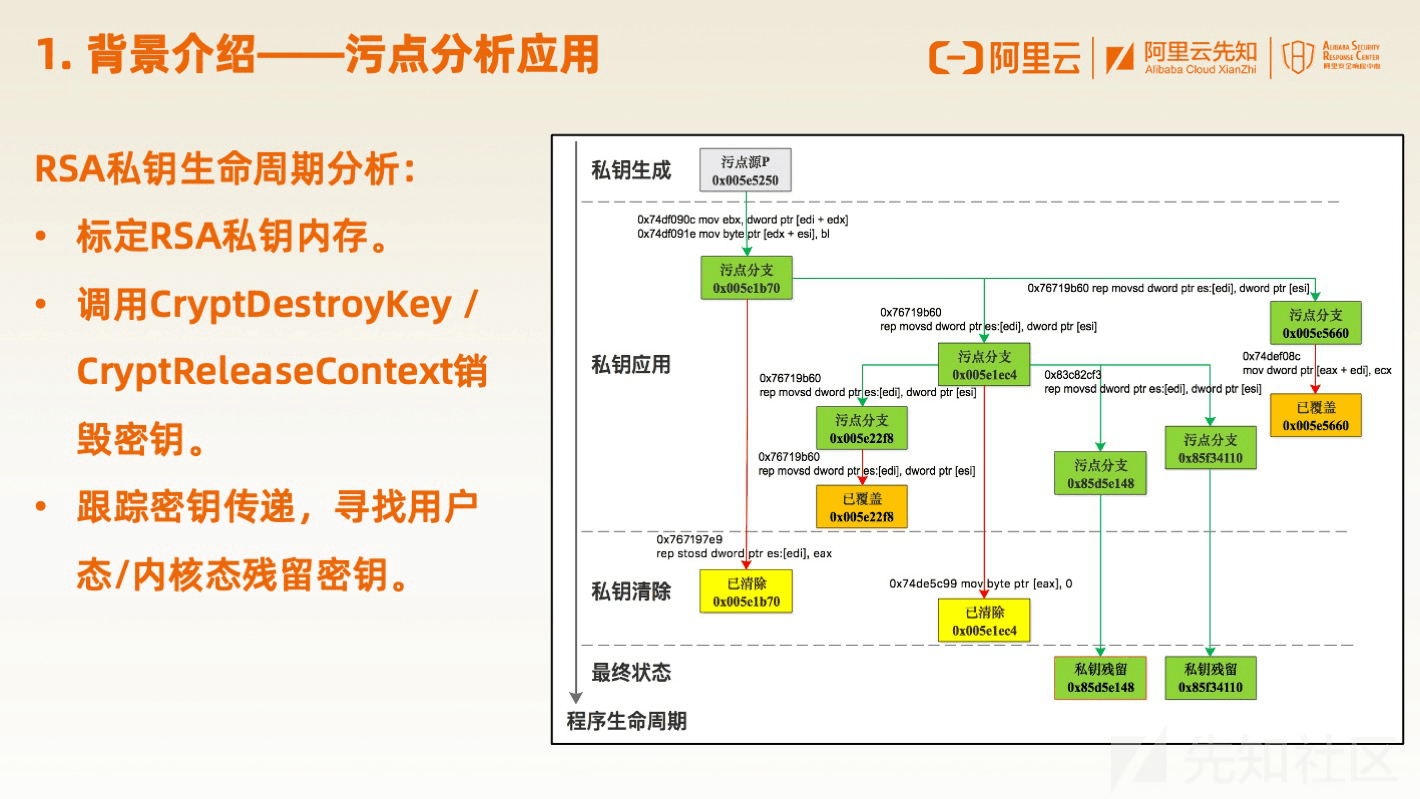 1. 背景介绍——污点分析应用
阿里云
阿里云先知
Alibaba Cloud XianZhi
ALIBABA SECURITY
RESPONSE CENTER
阿里安全响应中心
RSA私钥生命周期分析：
• 标定RSA私钥内存。
• 调用CryptDestroyKey /
CryptReleaseContext销
毁密钥。
• 跟踪密钥传递，寻找用户
态/内核态残留密钥。
私钥生成
污点源P
0x005e5250
0x74df090c mov ebx, dword ptr [edi + edx]
0x74df091e mov byte ptr [edx + esi], bl
污点分支
0x005e1b70
0x76719b60 rep movsd dword ptr es:[edi], dword ptr [esi]
污点分支
0x005e5660
0x76719b60
rep movsd dword ptr es:[edi], dword ptr [esi]
私钥应用
污点分支
0x005e1ec4
0x74def08c
mov dword ptr [eax + edi], ecx
0x76719b60
rep movsd dword ptr es:[edi], dword ptr [esi]
0x83c82cf3
rep movsd dword ptr es:[edi], dword ptr [esi]
已覆盖
0x005e5660
污点分支
0x005e22f8
污点分支
0x85f34110
0x76719b60
rep movsd dword ptr es:[edi], dword ptr [esi]
污点分支
0x85d5e148
已覆盖
0x005e22f8
0x767197e9
rep stosd dword ptr es:[edi], eax
私钥清除
已清除
0x005e1b70
0x74de5c99 mov byte ptr [eax], 0
已清除
0x005e1ec4
最终状态
私钥残留
0x85d5e148
私钥残留
0x85f34110
程序生命周期
先知社区